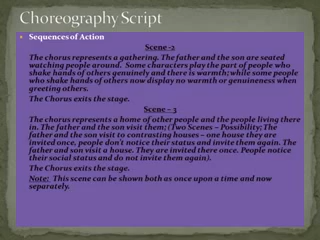 Choreography Script
Sequences of Action
Scene -2
The chorus represents a gathering. The father and the son are seated
watching people around.  Some characters play the part of people who
shake hands of others genuinely and there is warmth; while some people
who shake hands of others now display no warmth or genuineness when
greeting others.
The Chorus exits the stage.
Scene – 3
The chorus represents a home of other people and the people living there
in. The father and the son visit them; (Two Scenes – Possibility; The
father and the son visit to contrasting houses – one house they are
invited once, people don't notice their status and invite them again. The
father and son visit a house. They are invited there once. People notice
their social status and do not invite them again).
The Chorus exits the stage.
Note:  This scene can be shown both as once upon a time and now
separately.